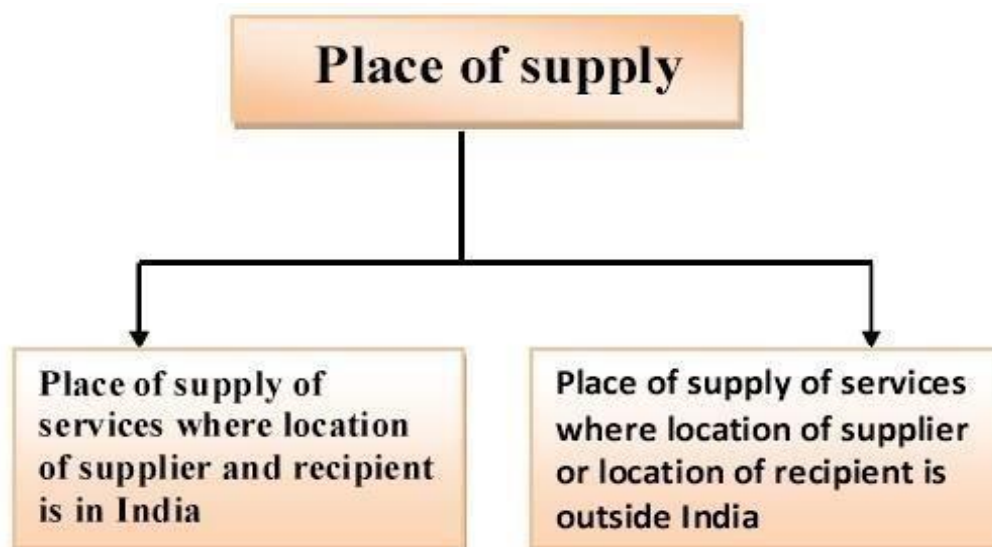 Place of supply
Place of supply of
services where location
of supplier and recipient
is in India
Place of supply of services
where location of supplier
or location of recipient is
outside India